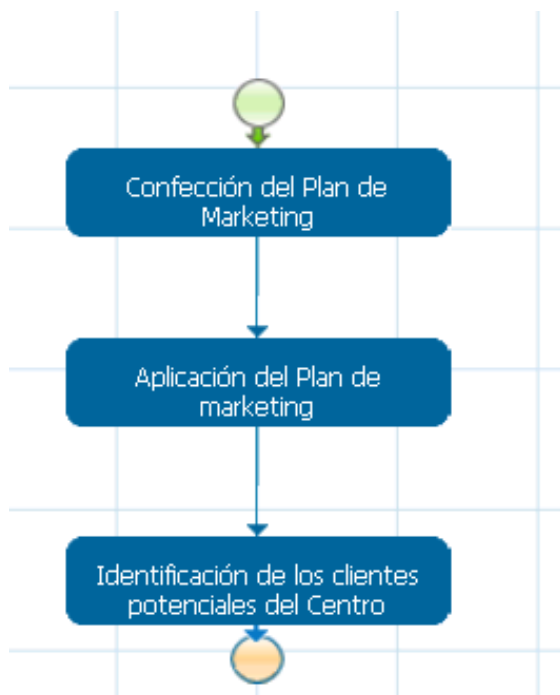 Confección del Plan de
Marketing
Aplicación del Plan de
marketing
Identificación de los clientes
potenciales del Centro